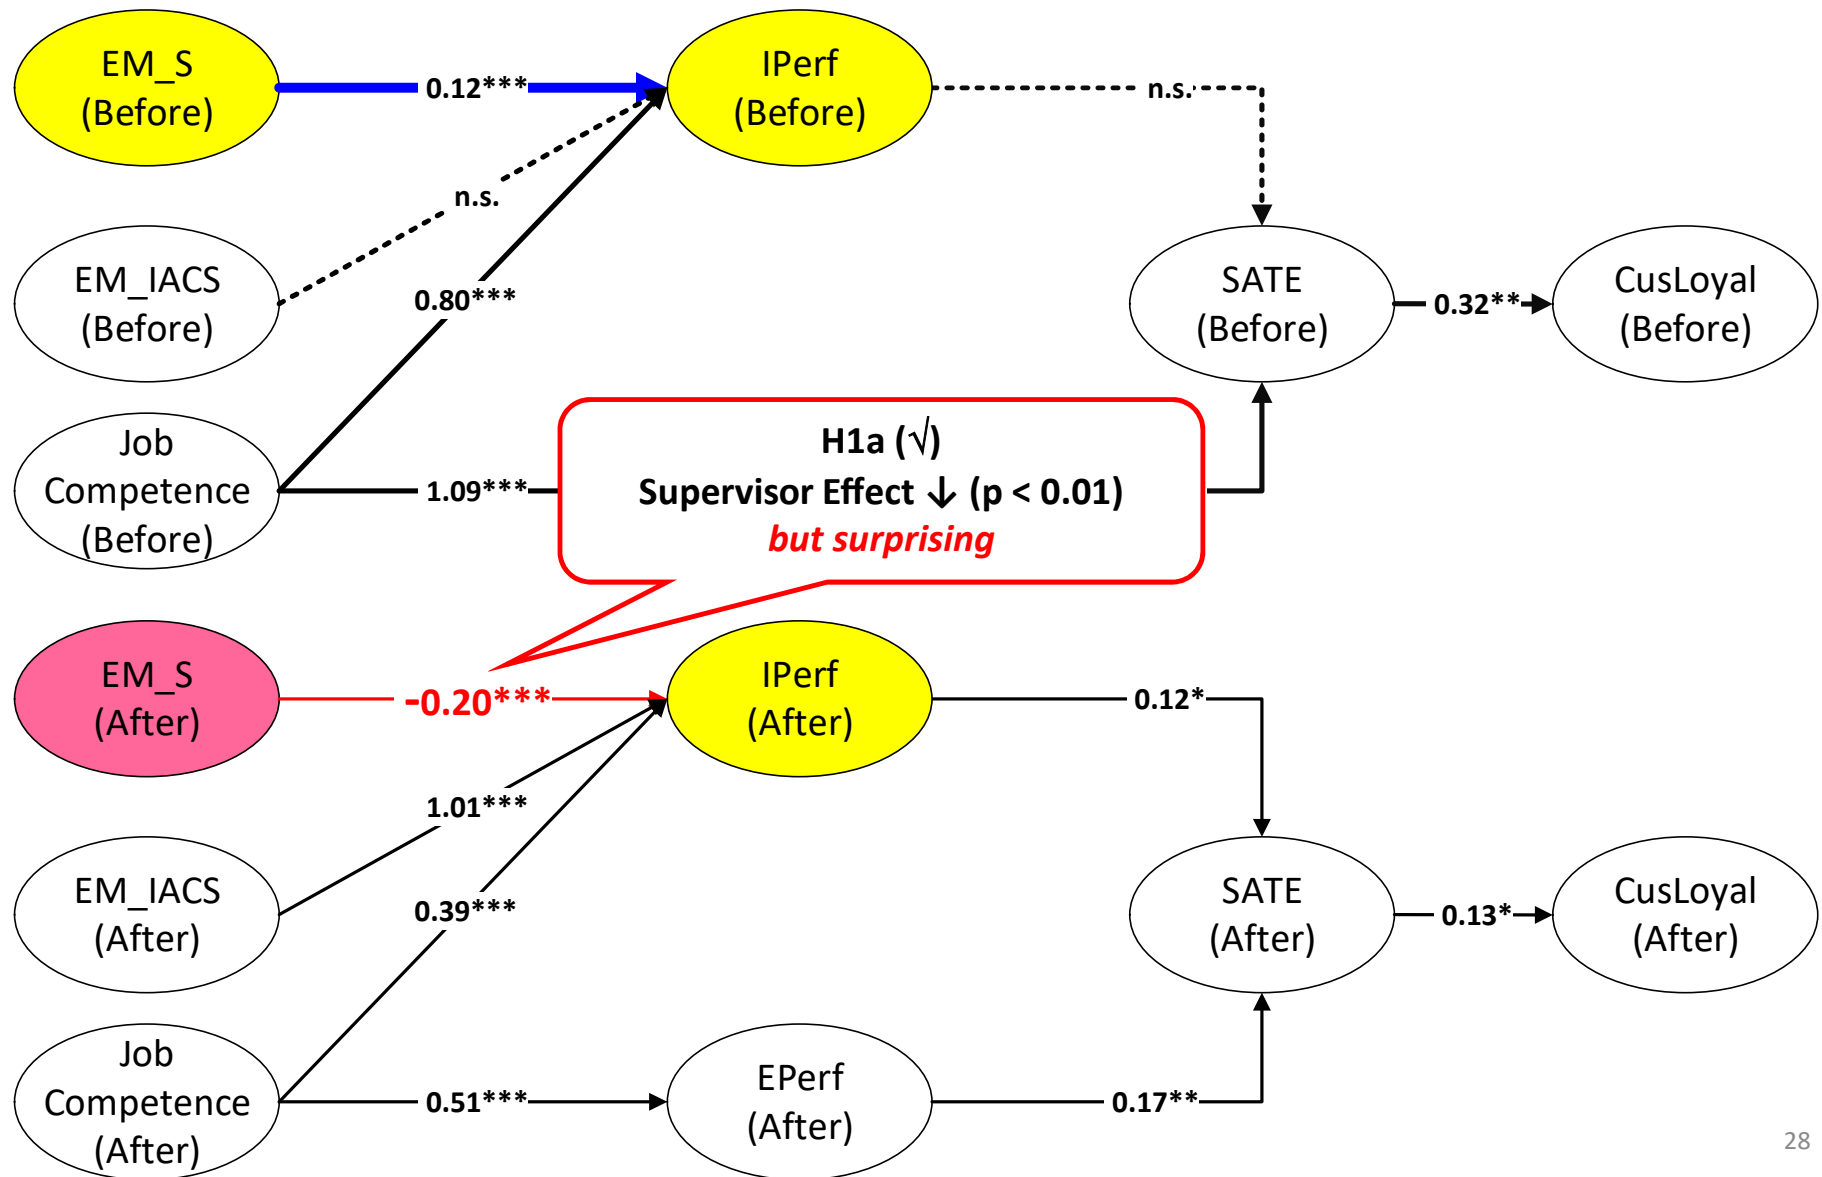 EM_S
(Before)
0.12***
IPerf
(Before)
n.s.
n.s.
EM_IACS
(Before)
0.80***
SATE
(Before)
0.32**
CusLoyal
(Before)
Job
Competence
(Before)
1.09***
H1a (√)
Supervisor Effect ↓ (p < 0.01)
but surprising
EM_S
(After)
-0.20***
IPerf
(After)
0.12*
1.01***
EM_IACS
(After)
0.39***
SATE
(After)
0.13*
CusLoyal
(After)
Job
Competence
(After)
0.51***
EPerf
(After)
0.17**
28